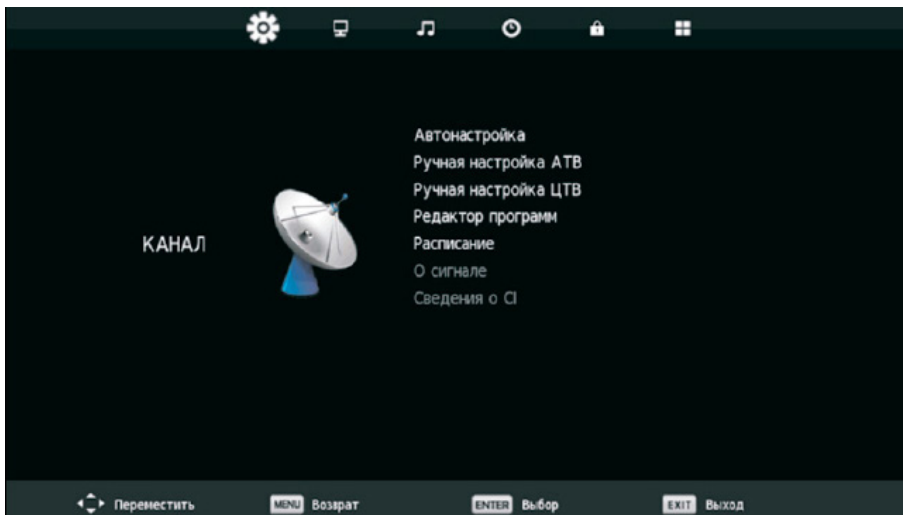 Автонастройка
Ручная настройка АТВ
Ручная настройка ЦТВ
Редактор программ
КАНАЛ
Расписание
О сигнале
Сведения о CI
Переместить MENU Возврат ENTER Выбор EXIT Выход